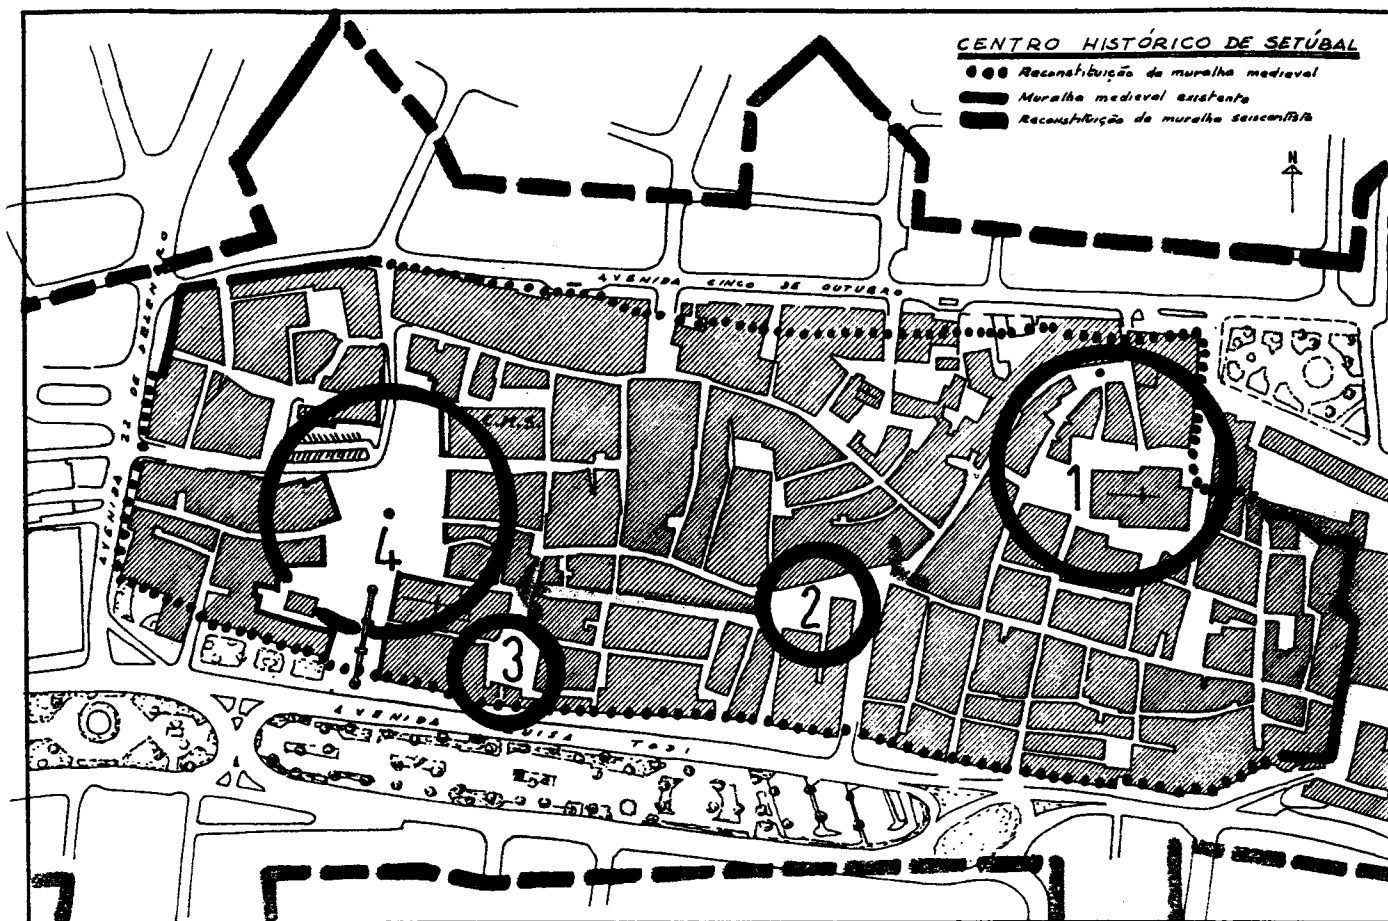 CENTRO HISTÓRICO DE SETÚBAL
Reconstituição da muralha medieval
Muralha medieval existente
Reconstituição da muralha seiscentista
N
AVENIDA CINCO DE OUTUBRO
AVENIDA 22 DE
C.M.S.
1
2
3
4
AVENIDA LUISA TODI